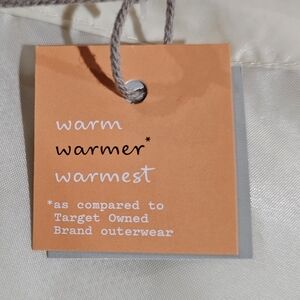 warm
warmer*
warmest
*as compared to
Target Owned
Brand outerwear